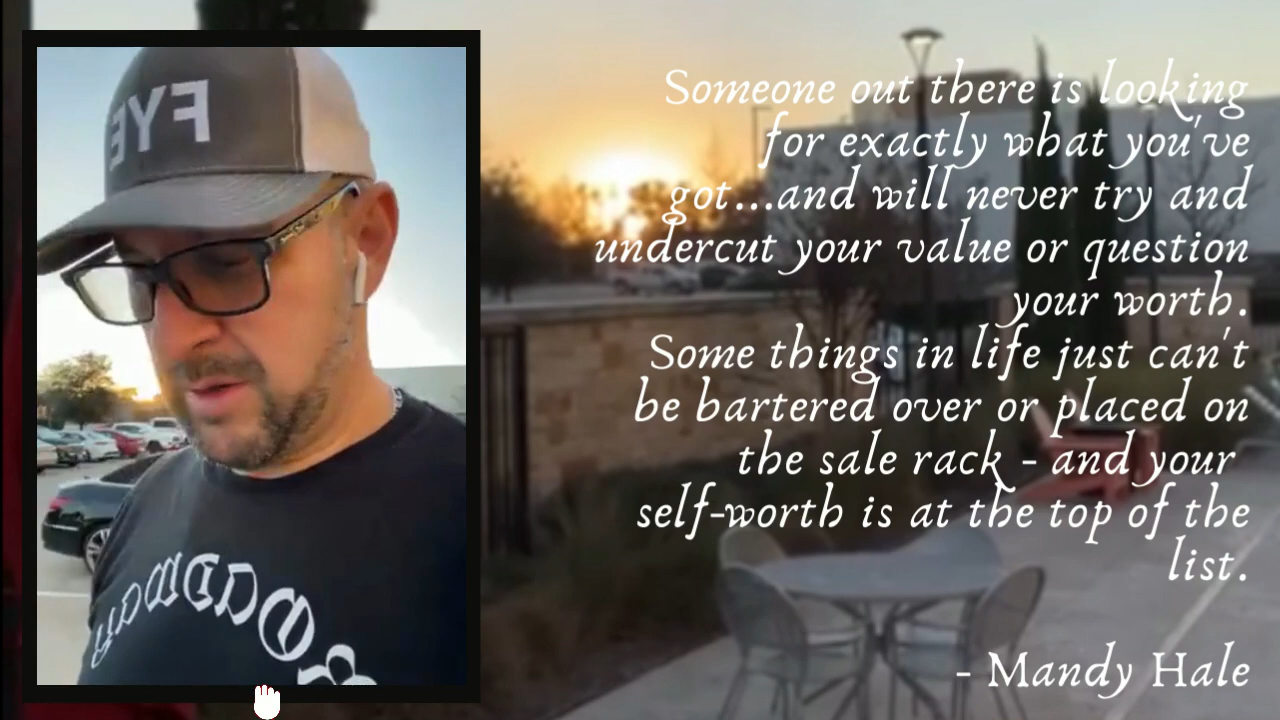 FYE
Someone out there is looking
for exactly what you've
got...and will never try and
undercut your value or question
your worth.
Some things in life just can't
be bartered over or placed on
the sale rack - and your
self-worth is at the top of the
list.
- Mandy Hale